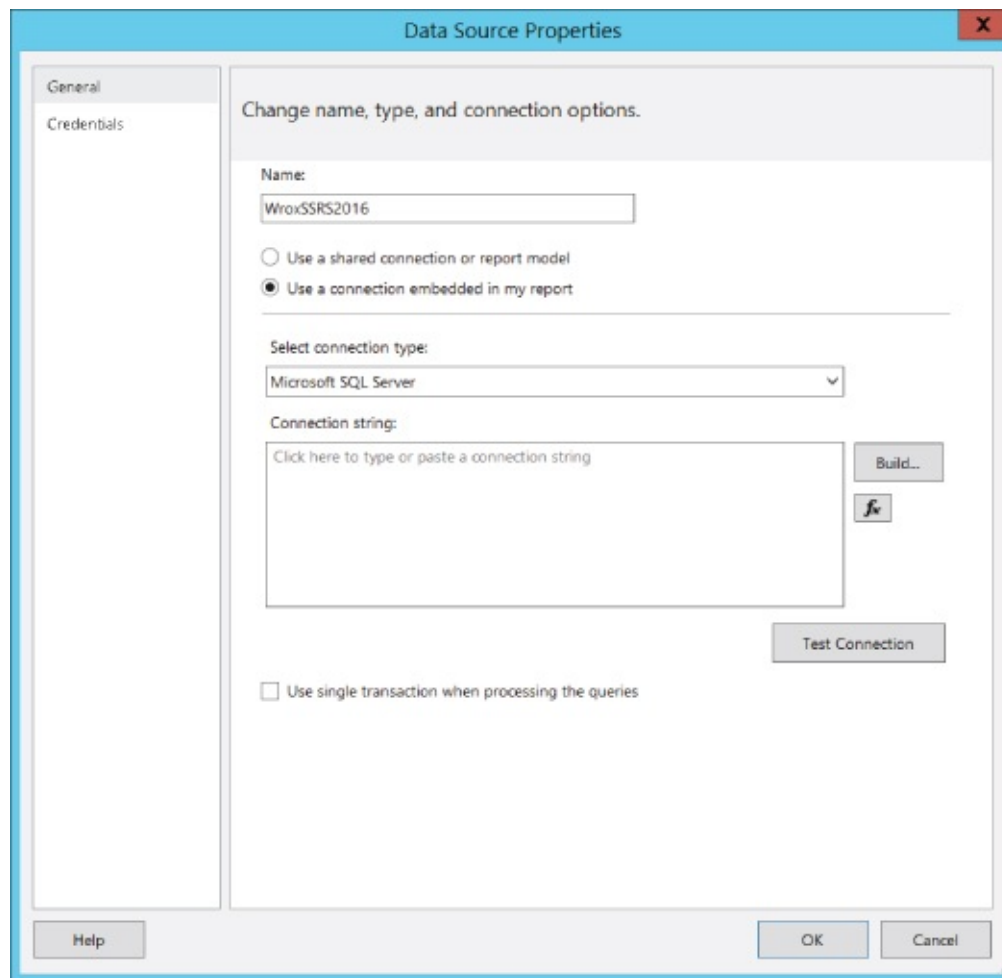 Data Source Properties
X
General
Credentials
Change name, type, and connection options.
Name:
WroxSSRS2016
Use a shared connection or report model
Use a connection embedded in my report
Select connection type:
Microsoft SQL Server
Connection string:
Click here to type or paste a connection string
Build...
fx
Test Connection
Use single transaction when processing the queries
Help
OK
Cancel